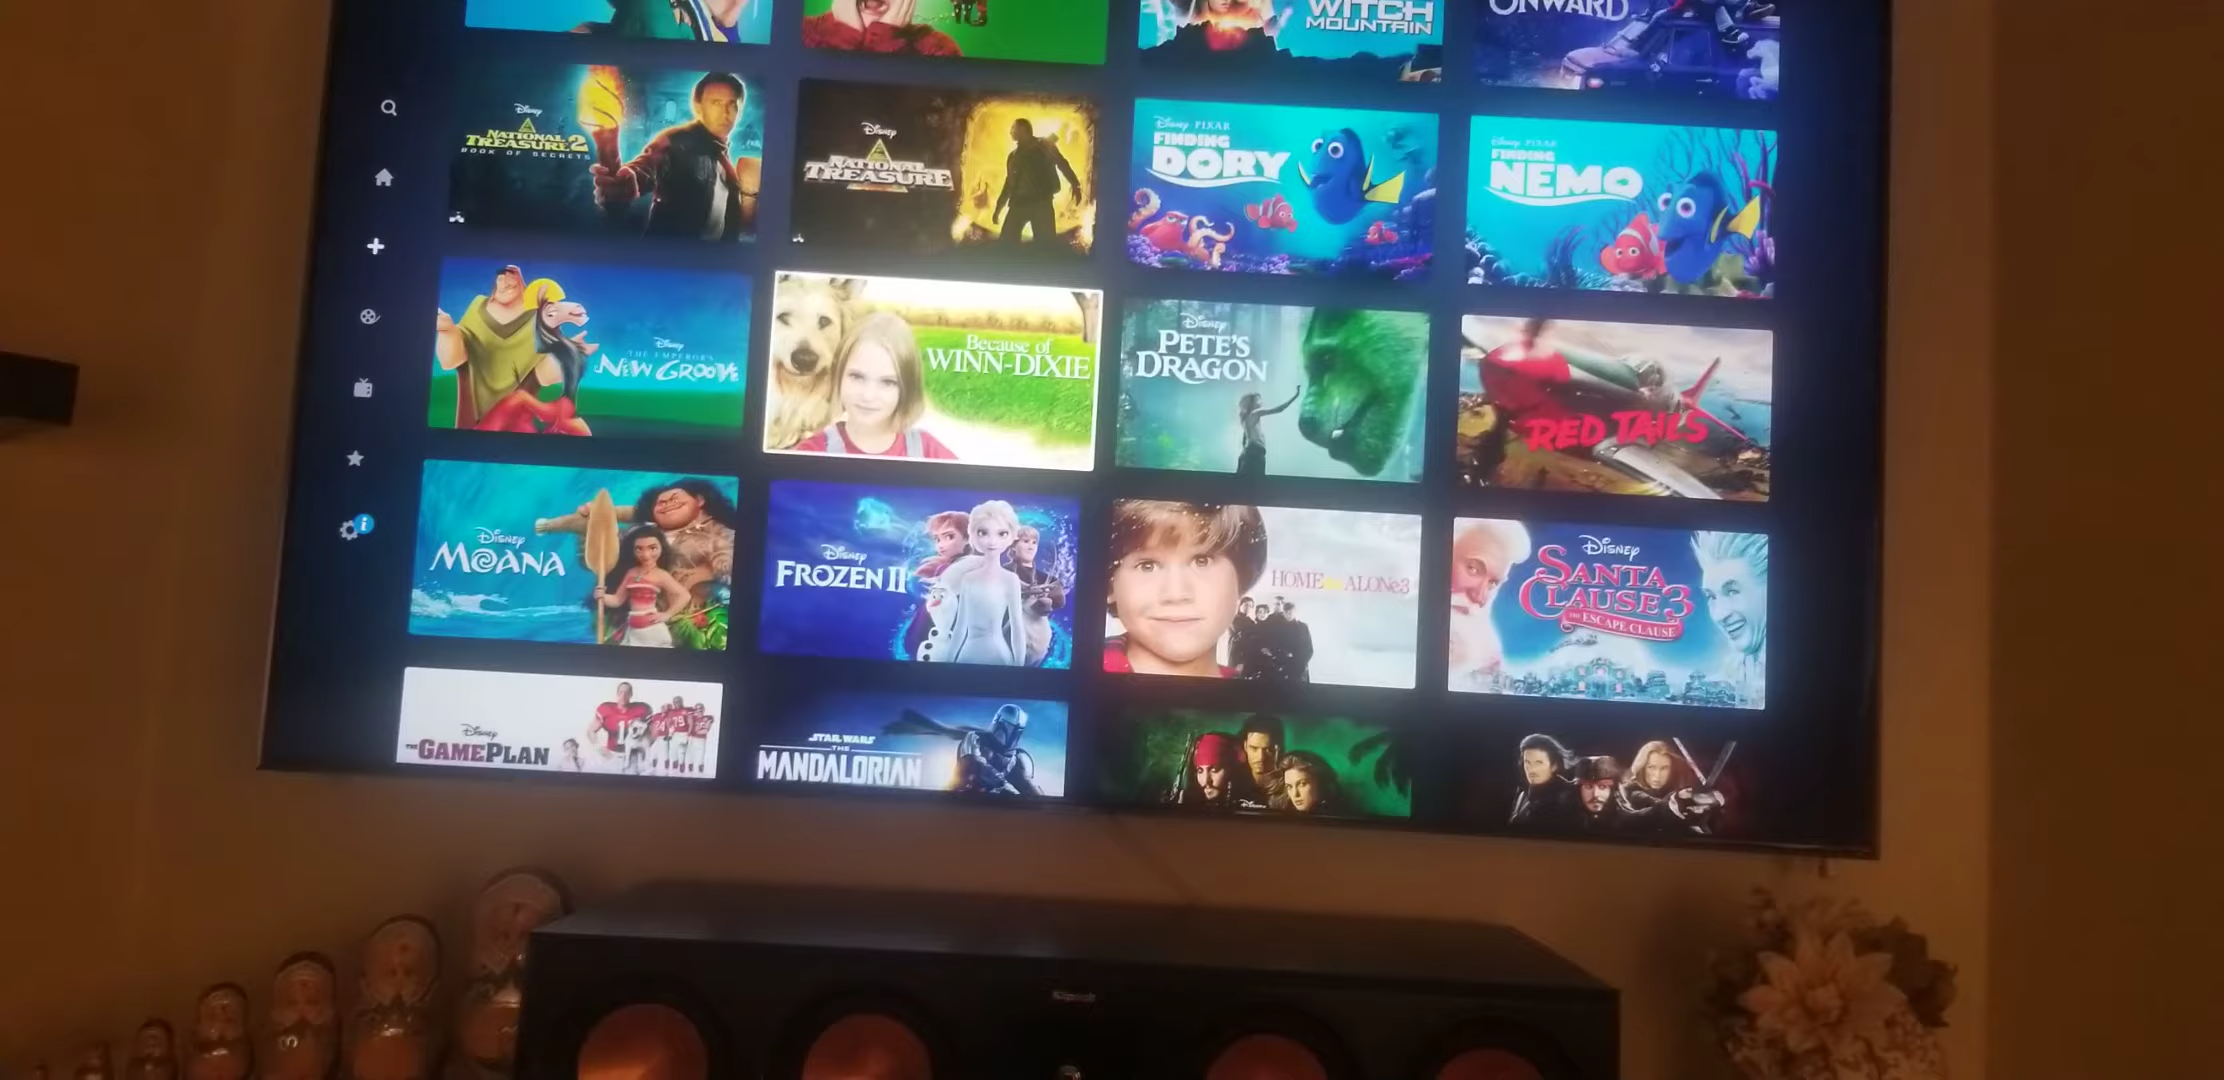 WITCH
MOUNTAIN
ONWARD
Disney
NATIONAL
TREASURE 2
BOOK OF SECRETS
Disney
NATIONAL
TREASURE
Disney PIXAR
FINDING
DORY
Disney PIXAR
FINDING
NEMO
Disney
THE EMPEROR'S
NEW GROOVE
Because of
WINN-DIXIE
Disney
PETE'S
DRAGON
RED TAILS
Disney
MOANA
Disney
FROZEN II
HOME ALONe3
Disney
SANTA
CLAUSE 3
THE ESCAPE CLAUSE
i
Disney
THE GAME PLAN
STAR WARS
THE
MANDALORIAN
Disney
Klipsch